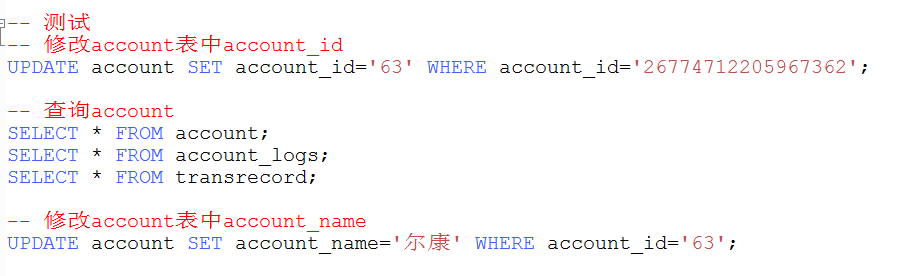 -- 测试
-- 修改account表中account_id
UPDATE account SET account_id='63' WHERE account_id='26774712205967362';
-- 查询account
SELECT * FROM account;
SELECT * FROM account_logs;
SELECT * FROM transrecord;
-- 修改account表中account_name
UPDATE account SET account_name='尔康' WHERE account_id='63';